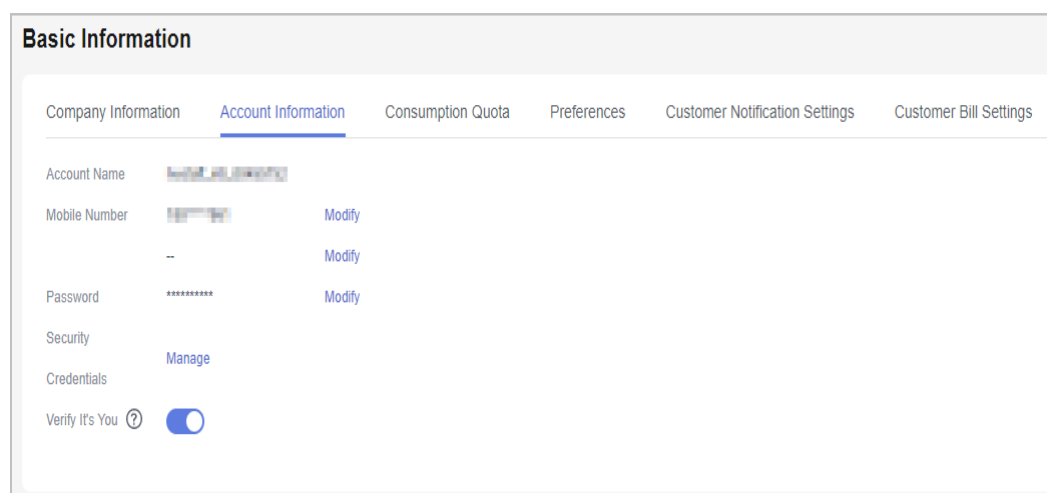 Basic Information
Company Information Account Information Consumption Quota Preferences Customer Notification Settings Customer Bill Settings
Account Name
Mobile Number Modify
-- Modify
Password ********** Modify
Security
Manage
Credentials
Verify It's You ?